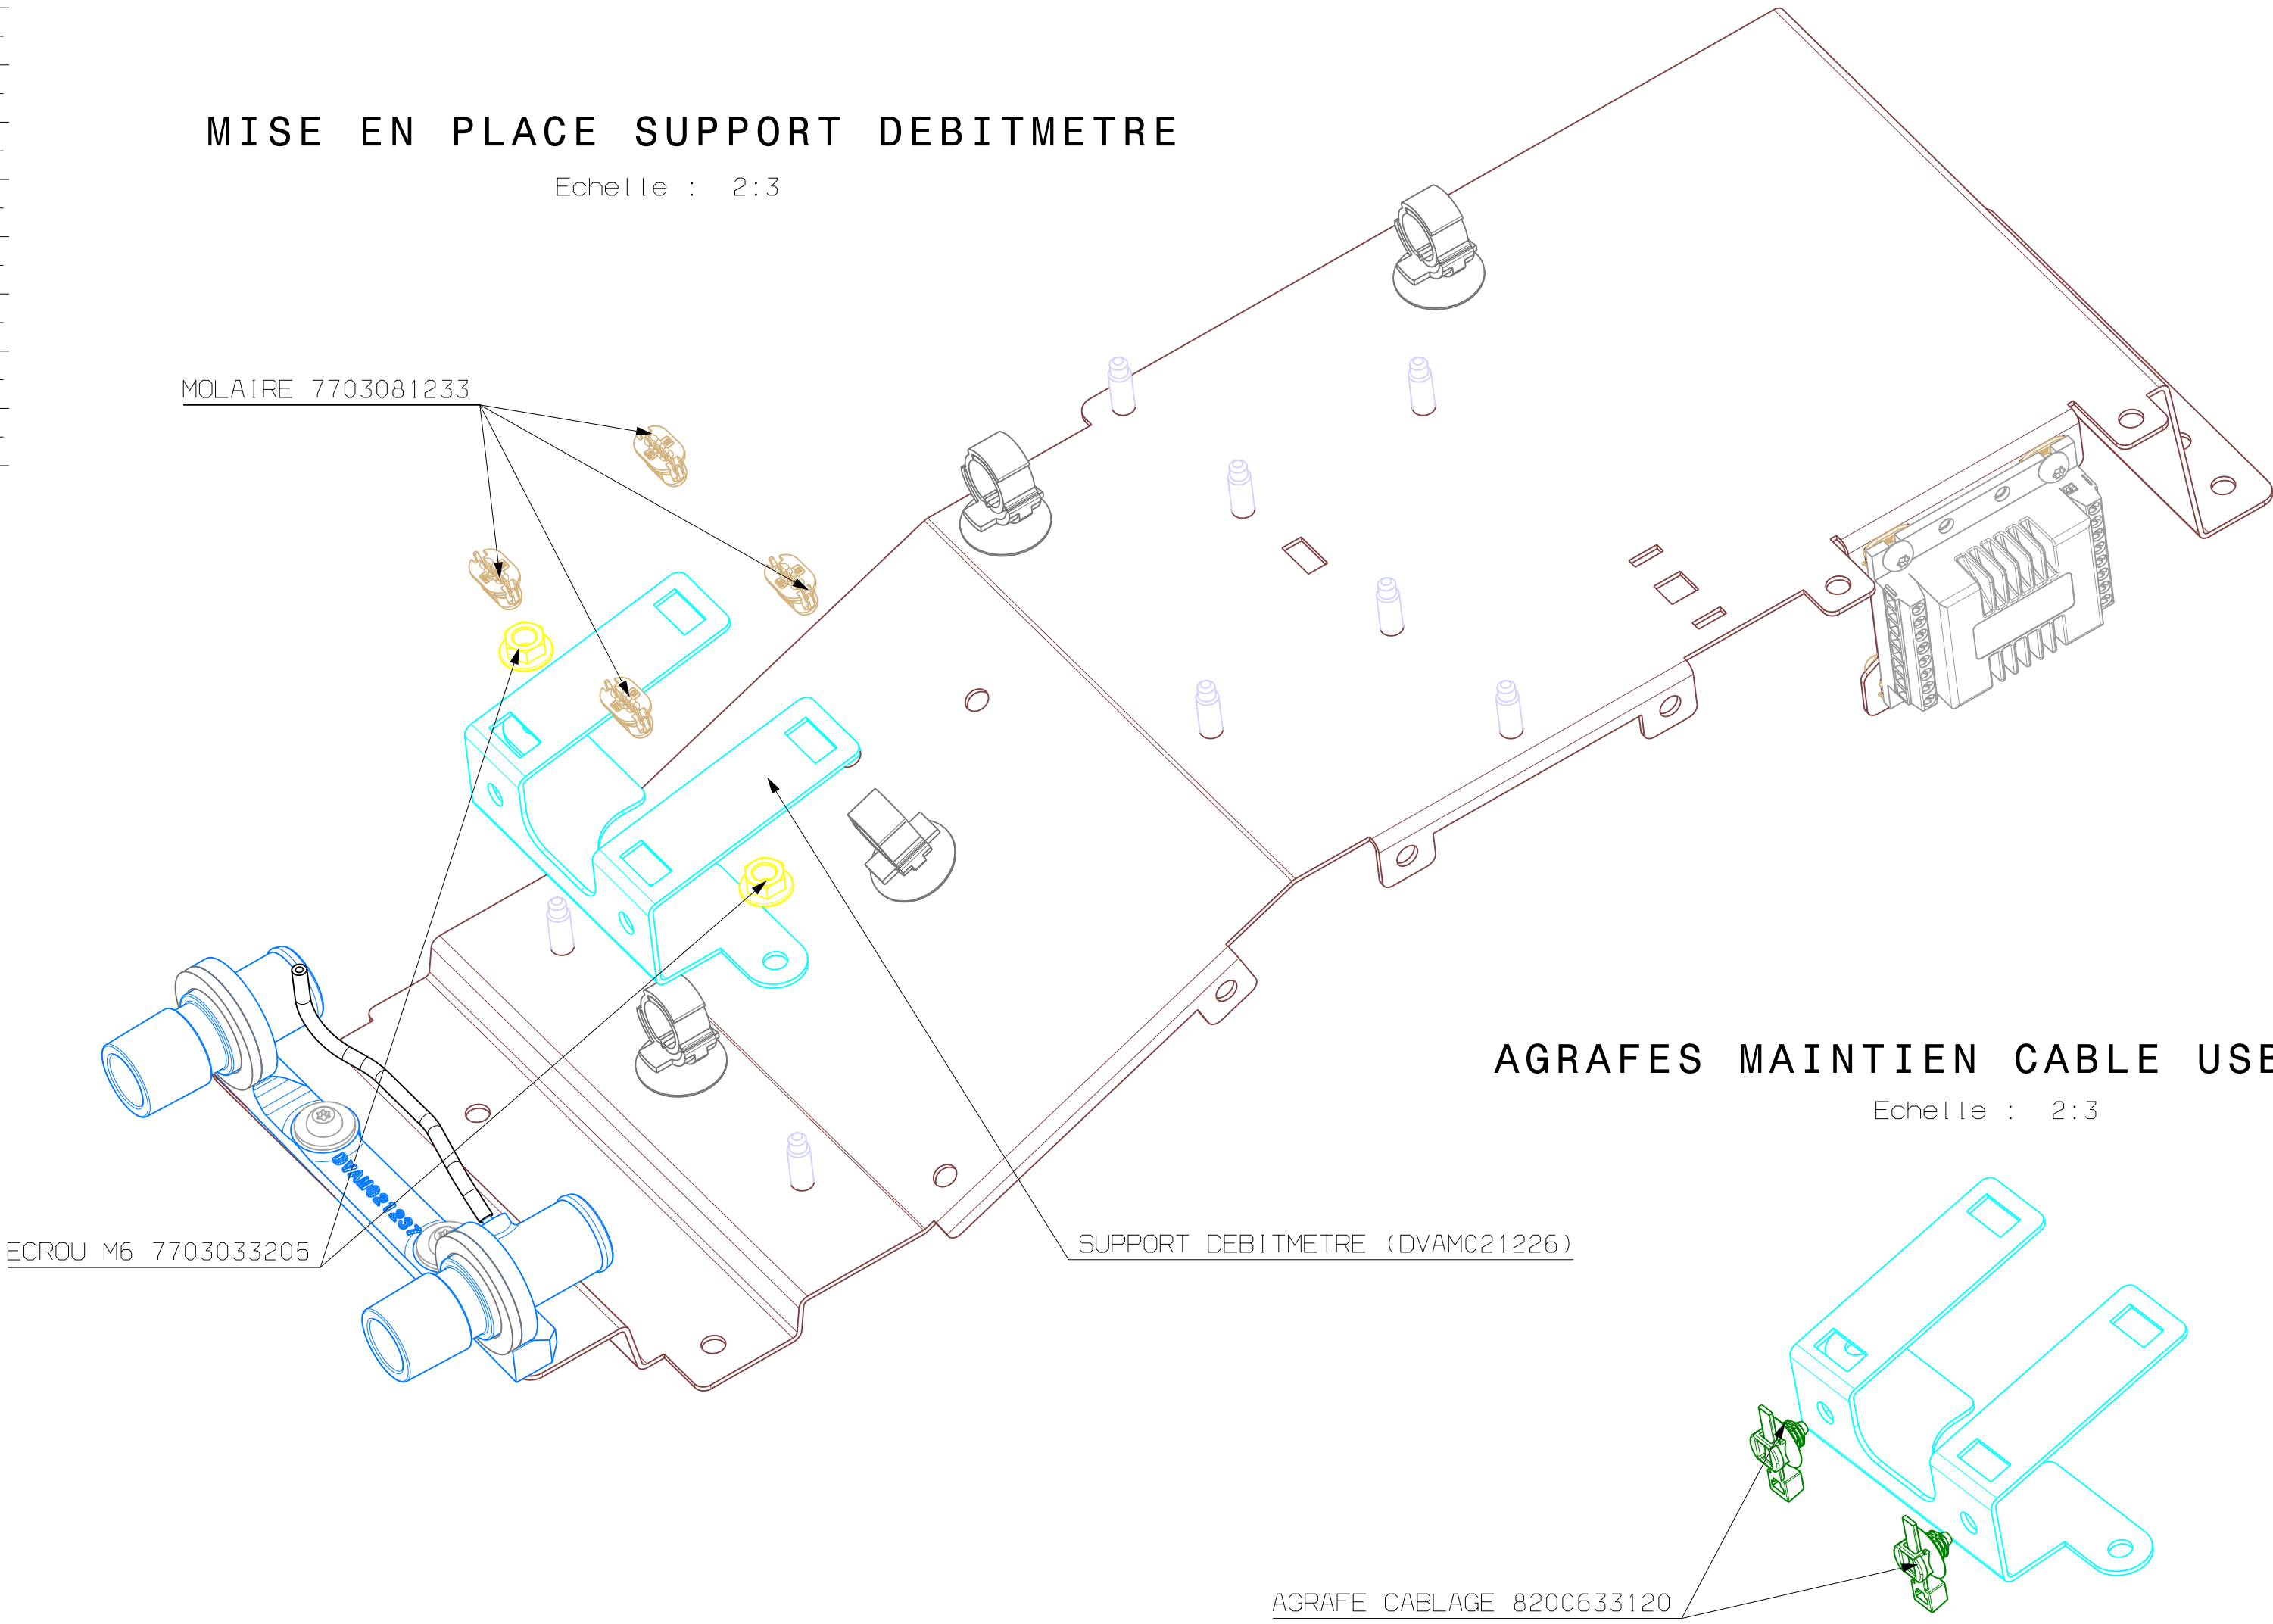 MISE EN PLACE SUPPORT DEBITMETRE
Echelle : 2:3
MOLAIRE 7703081233
AGRAFES MAINTIEN CABLE USB
Echelle : 2:3
ECROU M6 7703033205
SUPPORT DEBITMETRE (DVAM021226)
AGRAFE CABLAGE 8200633120